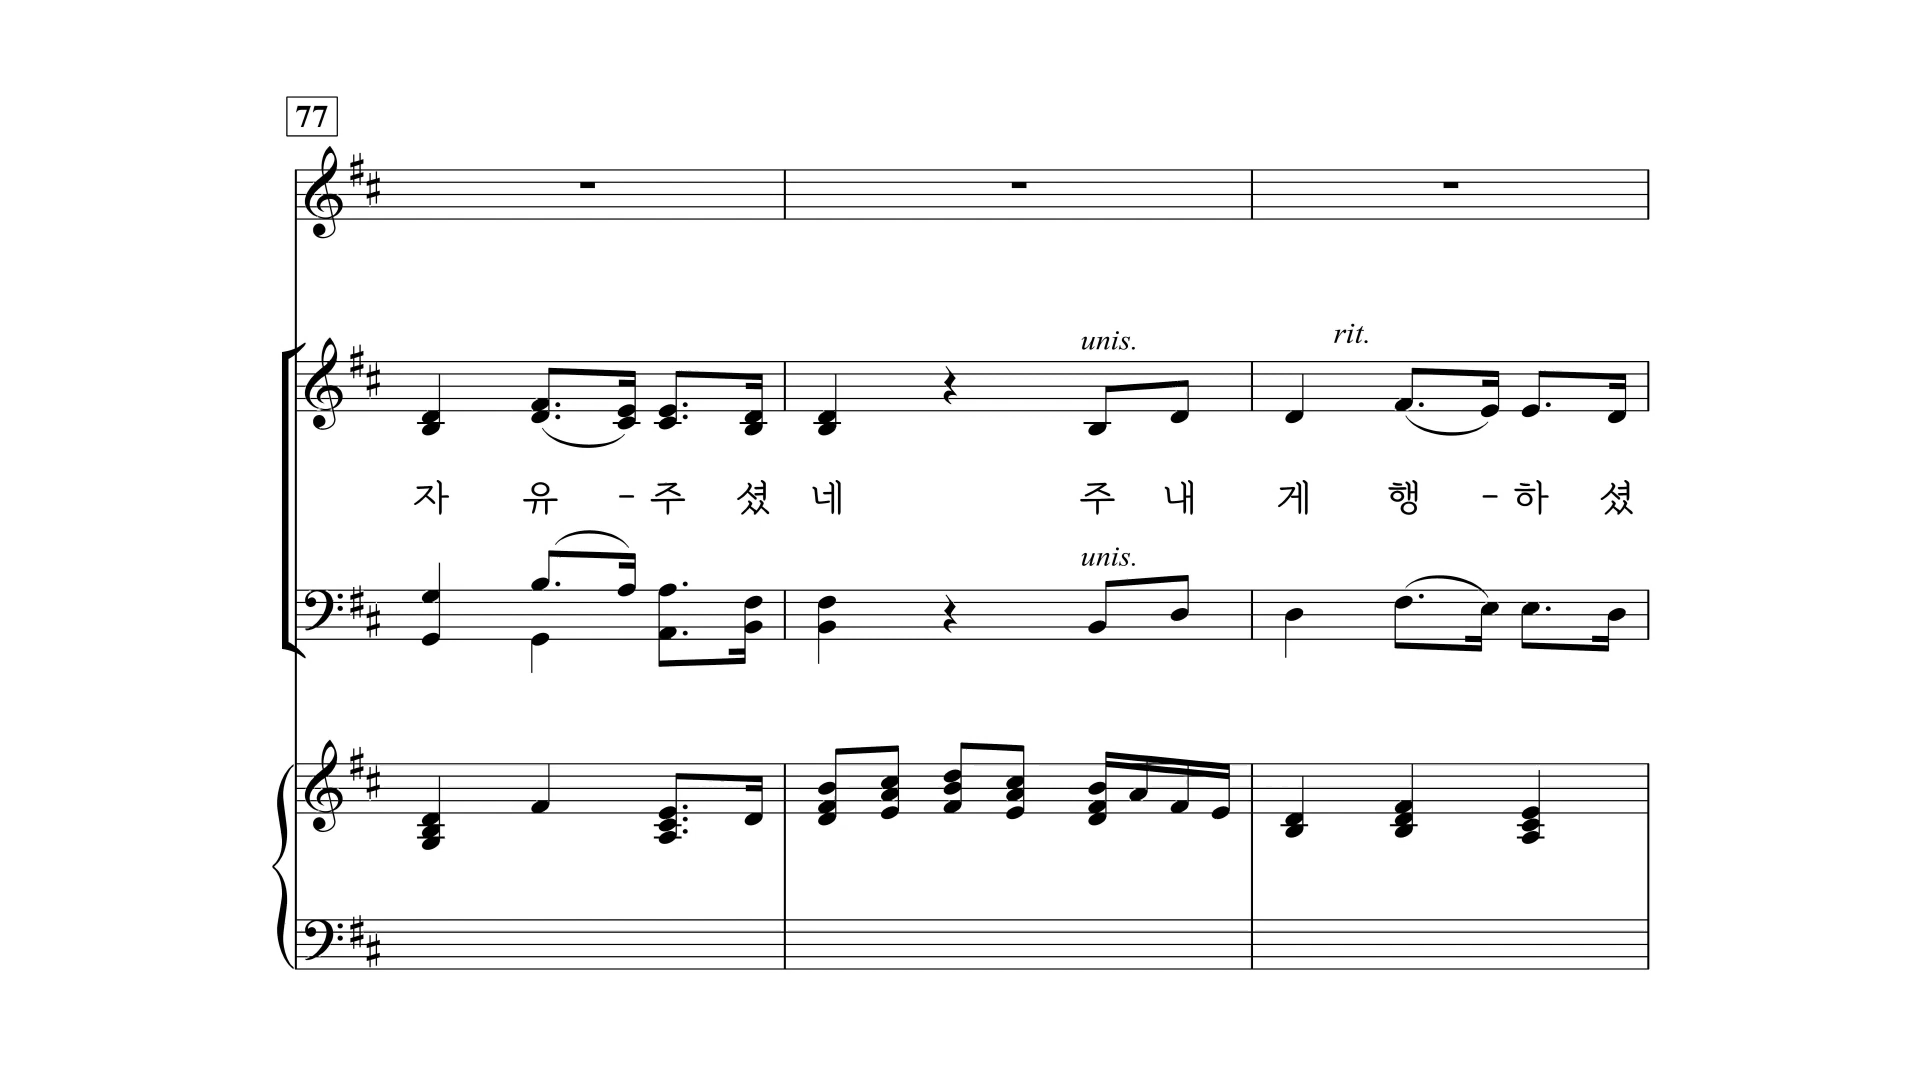 77
unis.
rit.
자 유 - 주 셨 네 주 내 게 행 - 하 셨
unis.